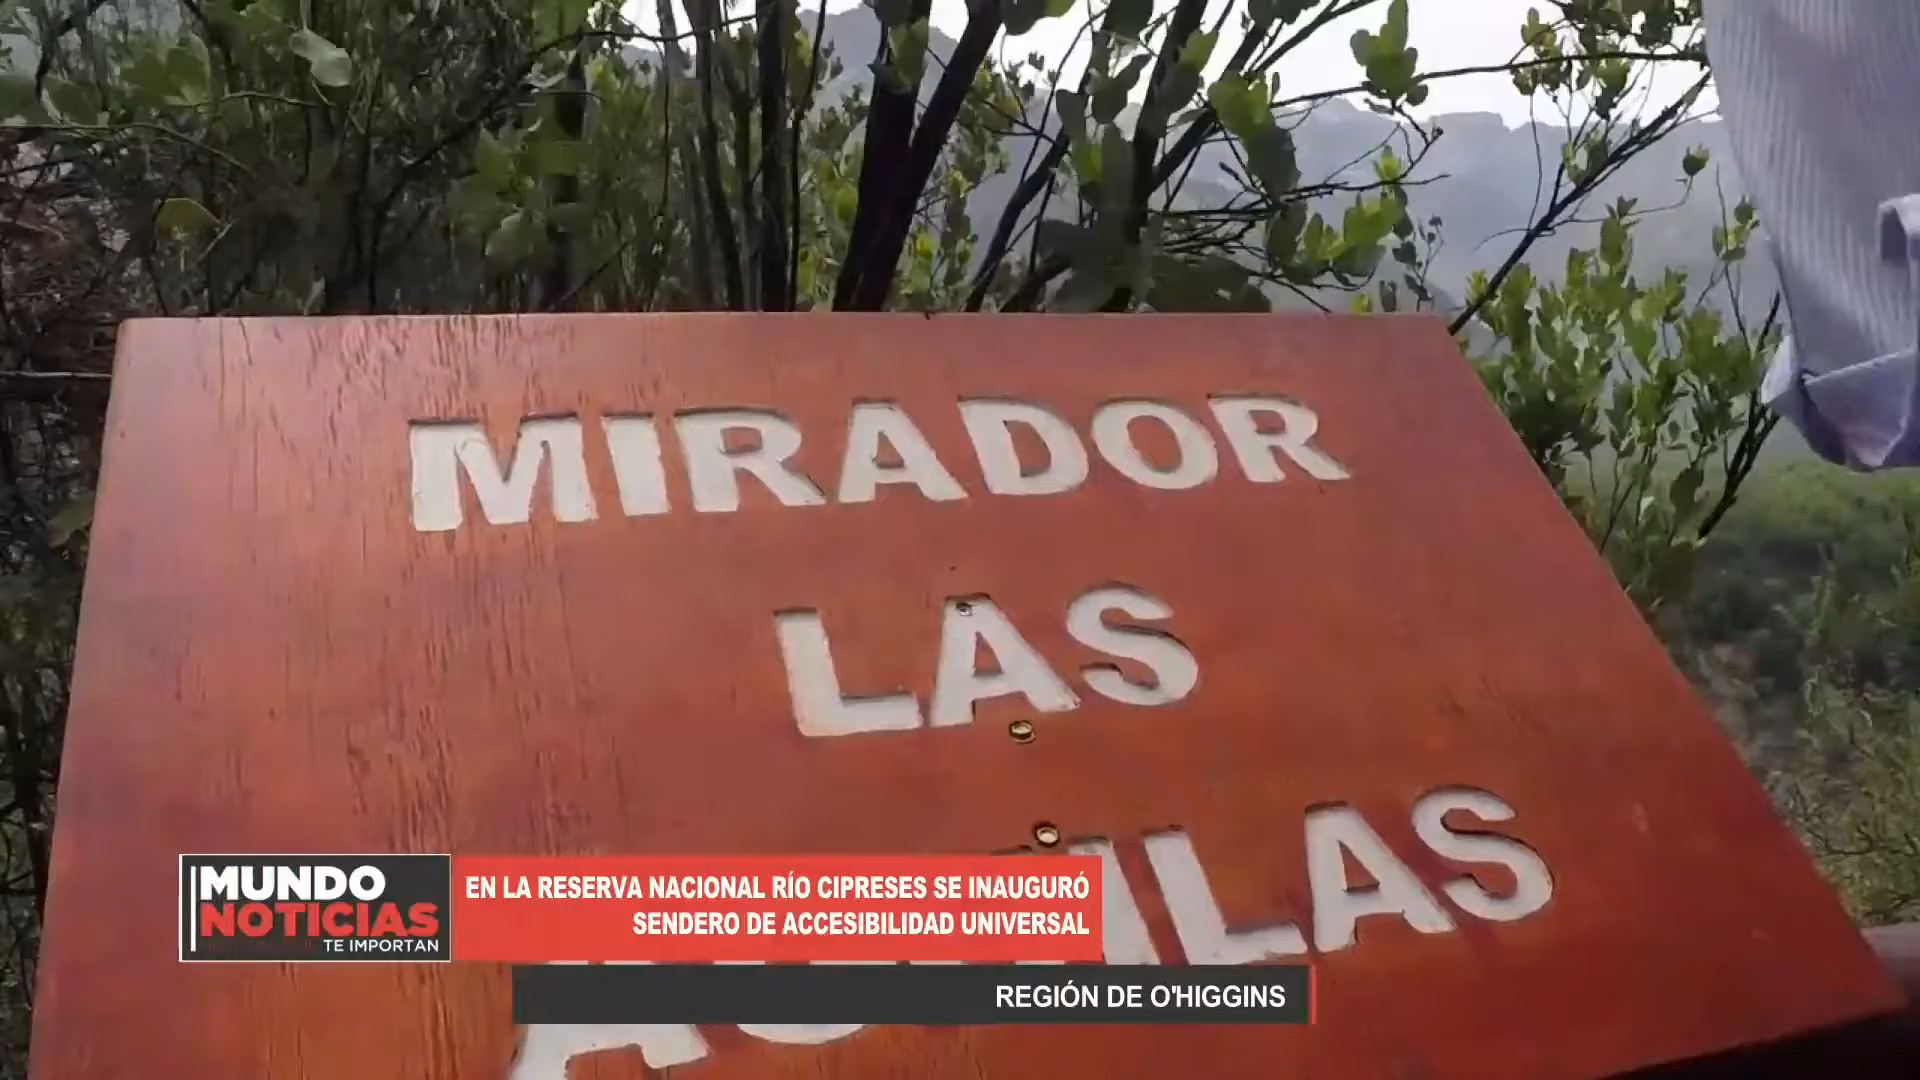 MIRADOR
LAS
MUNDO
NOTICIAS
TE IMPORTAN
EN LA RESERVA NACIONAL RÍO CIPRESES SE INAUGURÓ
SENDERO DE ACCESIBILIDAD UNIVERSAL
REGIÓN DE O'HIGGINS